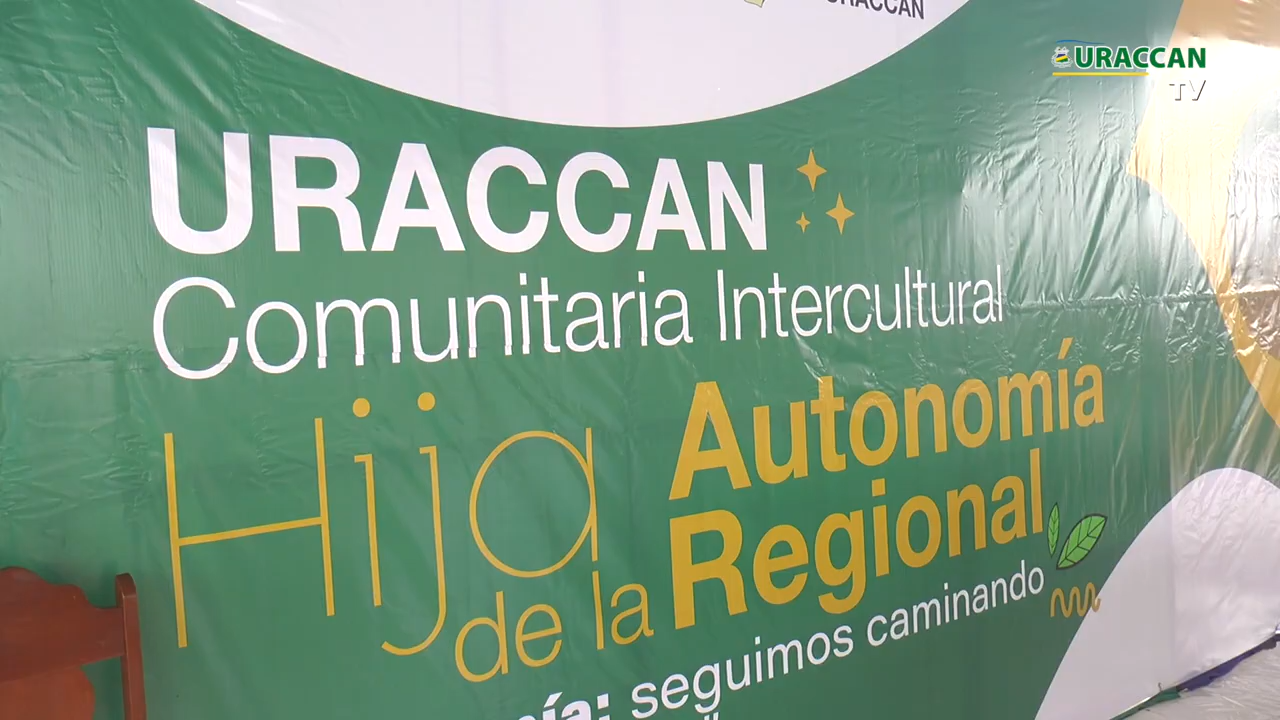 URACCAN
URACCAN
TV
URACCAN
Comunitaria Intercultural
Hija
de la
Autonomía
Regional
seguimos caminando